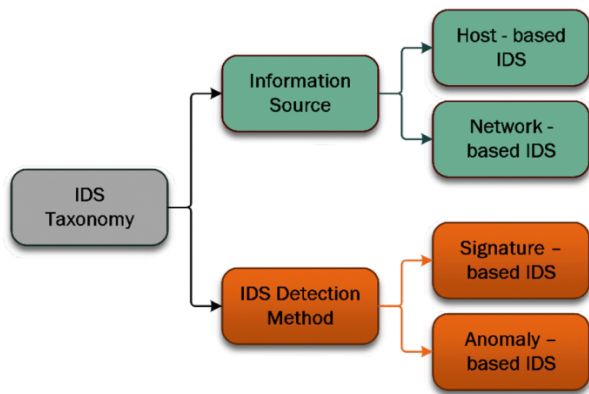 Host - based
IDS
Information
Source
Network -
based IDS
IDS
Taxonomy
Signature –
based IDS
IDS Detection
Method
Anomaly –
based IDS